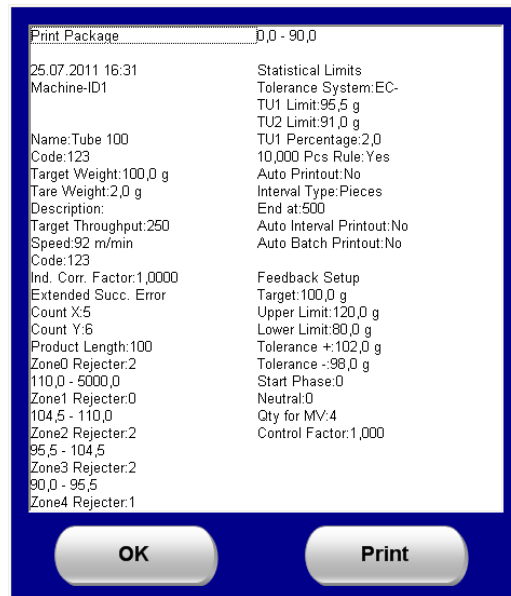 Print Package
25.07.2011 16:31
Machine-ID1
Name:Tube 100
Code:123
Target Weight:100,0 g
Tare Weight:2,0 g
Description:
Target Throughput:250
Speed:92 m/min
Code:123
Ind. Corr. Factor:1,0000
Extended Succ. Error
Count X:5
Count Y:6
Product Length:100
Zone0 Rejecter:2
110,0 - 5000,0
Zone1 Rejecter:0
104,5 - 110,0
Zone2 Rejecter:2
95,5 - 104,5
Zone3 Rejecter:2
90,0 - 95,5
Zone4 Rejecter:1
0,0 - 90,0
Statistical Limits
Tolerance System:EC-
TU1 Limit:95,5 g
TU2 Limit:91,0 g
TU1 Percentage:2,0
10,000 Pcs Rule:Yes
Auto Printout:No
Interval Type:Pieces
End at:500
Auto Interval Printout:No
Auto Batch Printout:No
Feedback Setup
Target:100,0 g
Upper Limit:120,0 g
Lower Limit:80,0 g
Tolerance +:102,0 g
Tolerance -:98,0 g
Start Phase:0
Neutral:0
Qty for MV:4
Control Factor:1,000
OK
Print